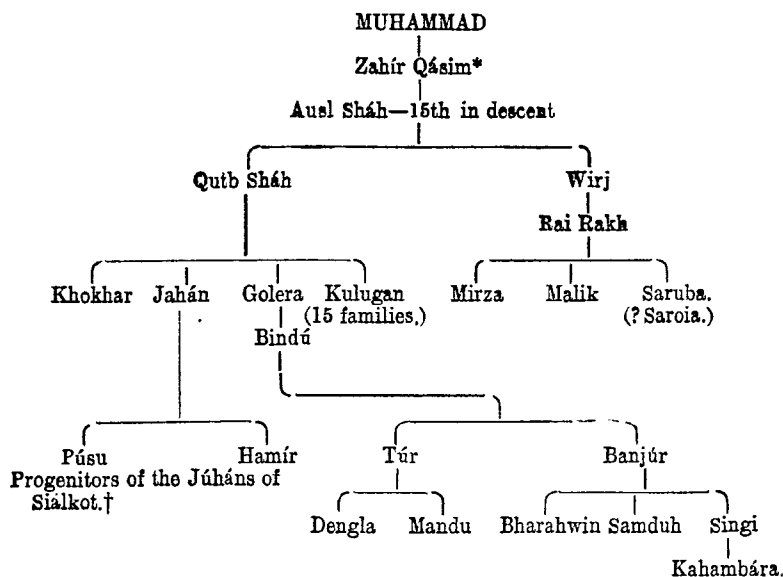 MUHAMMAD
Zahír Qásim*
Ausl Sháh—15th in descent
Qutb Sháh Wirj
Rai Rakh
Khokhar Jahán Golera Kulugan Mirza Malik Saruba.
(15 families.) (? Saroia.)
Bindú
Púsu Hamír Túr Banjúr
Progenitors of the Júháns of
Siálkot.†
Dengla Mandu Bharahwin Samduh Singi
Kahambára.